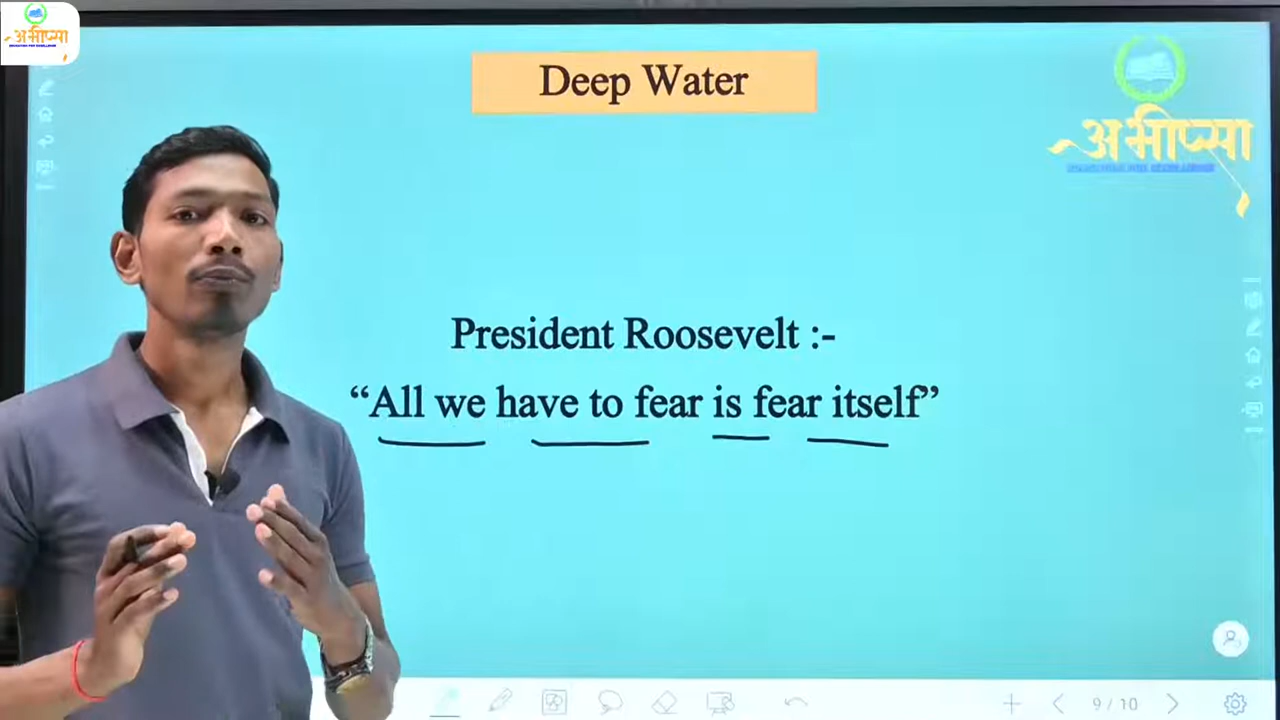 अभीप्सा
Deep Water
अभीप्सा
President Roosevelt :-
“All we have to fear is fear itself”
9 / 10